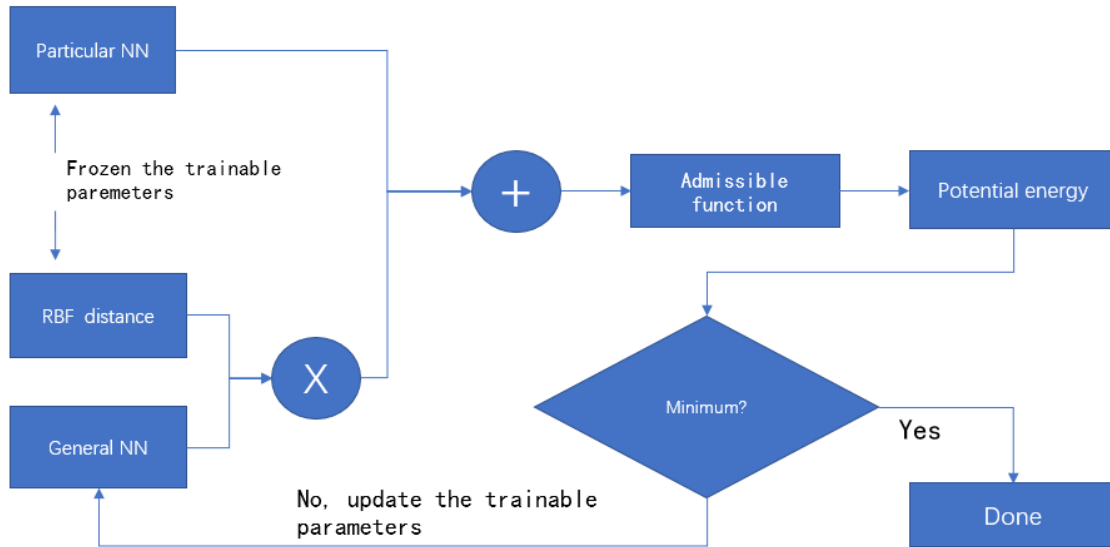 Particular NN
Frozen the trainable
paremeters
+
Admissible
function
Potential energy
RBF distance
X
General NN
Minimum?
Yes
No, update the trainable
parameters
Done